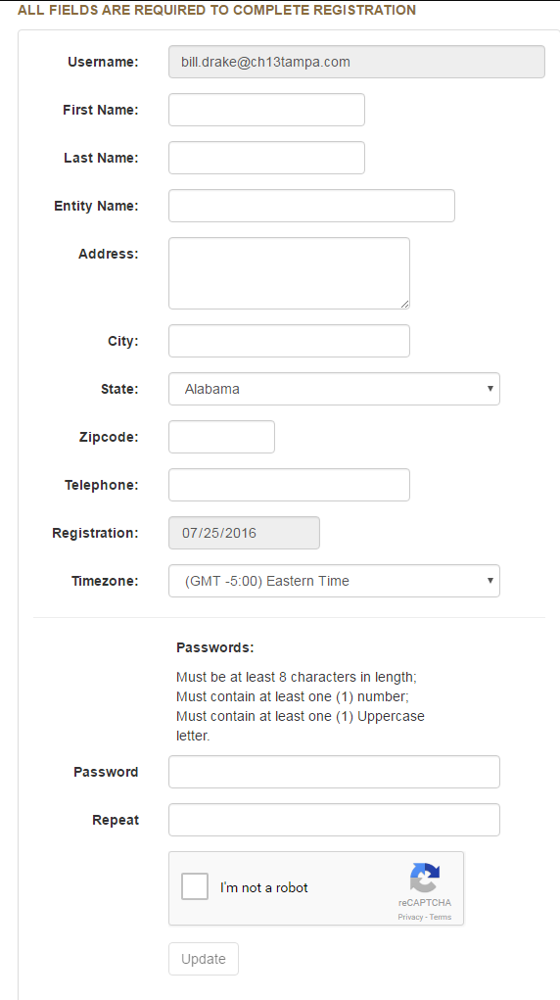 ALL FIELDS ARE REQUIRED TO COMPLETE REGISTRATION
Username: bill.drake@ch13tampa.com
First Name:
Last Name:
Entity Name:
Address:
City:
State: Alabama
Zipcode:
Telephone:
Registration: 07/25/2016
Timezone: (GMT -5:00) Eastern Time
Passwords:
Must be at least 8 characters in length;
Must contain at least one (1) number;
Must contain at least one (1) Uppercase
letter.
Password
Repeat
I'm not a robot
reCAPTCHA
Privacy - Terms
Update